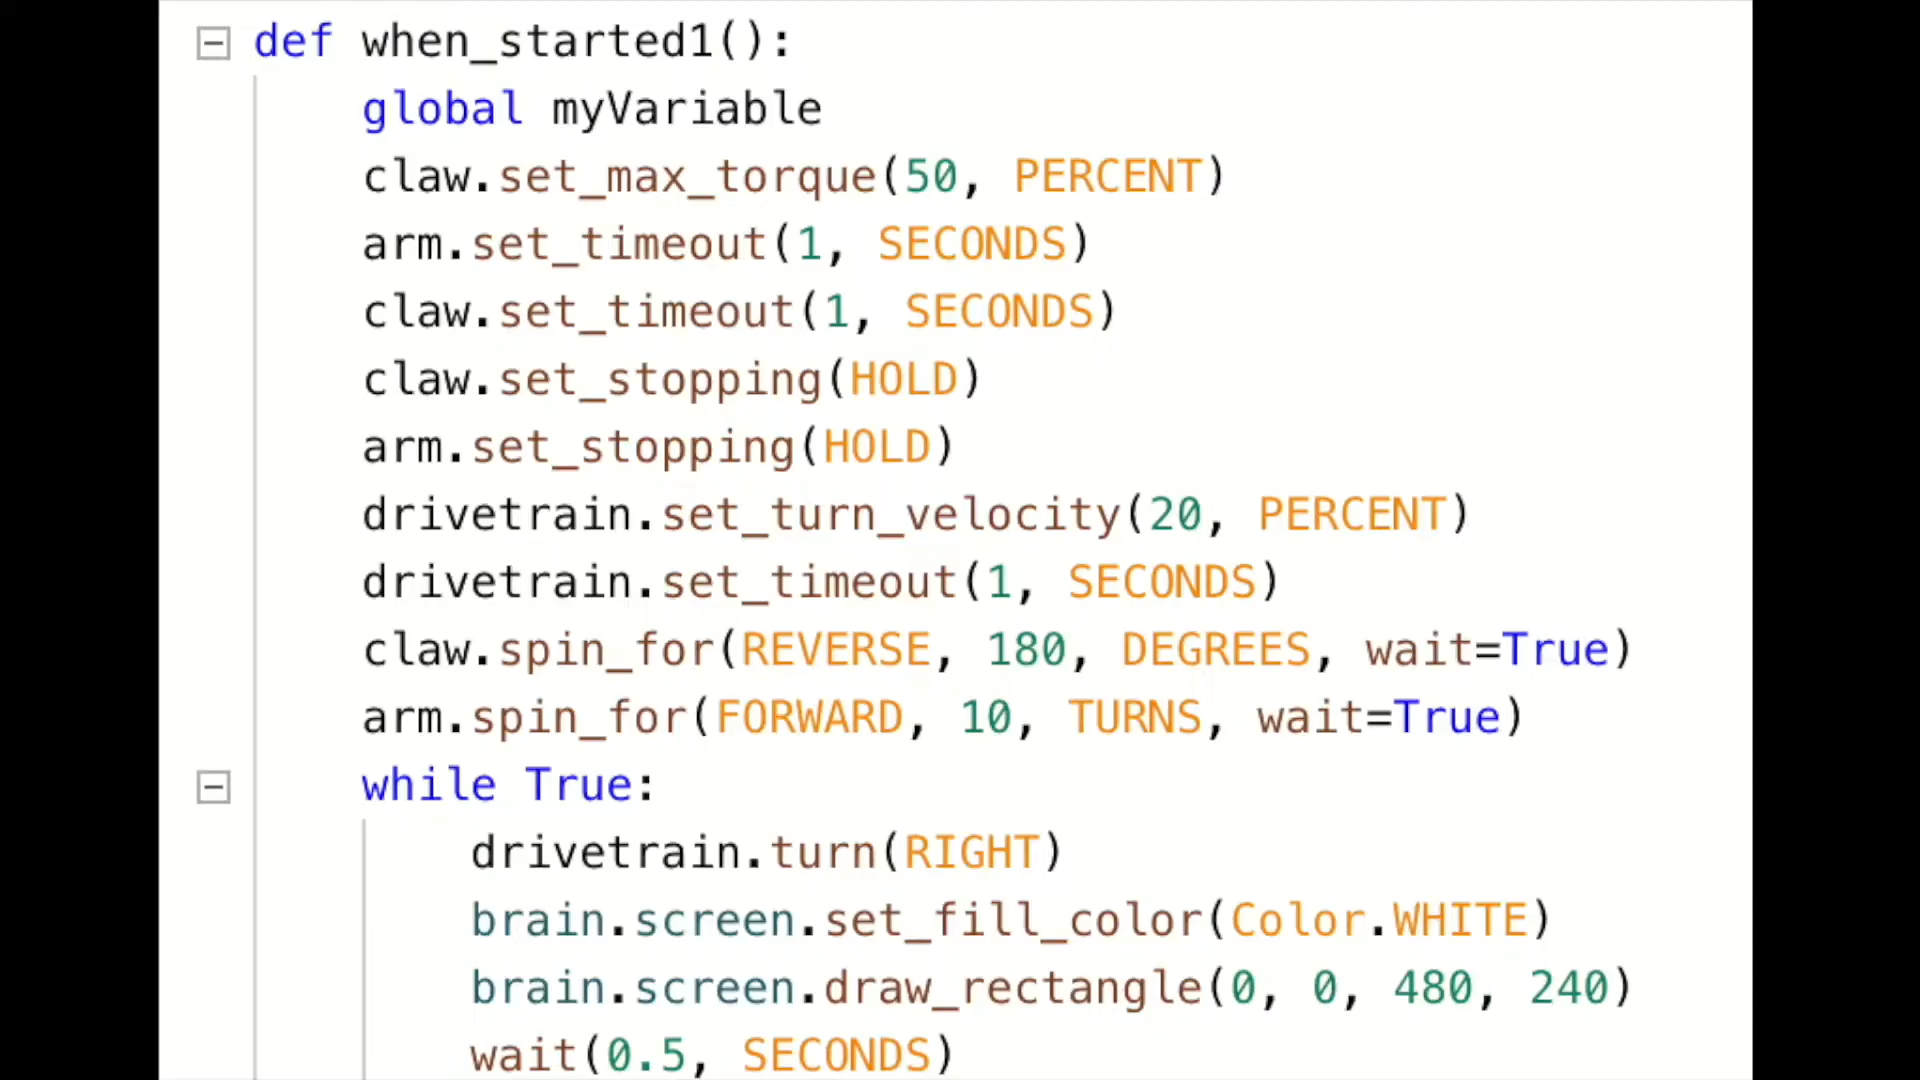 def when_started1():
    global myVariable
    claw.set_max_torque(50, PERCENT)
    arm.set_timeout(1, SECONDS)
    claw.set_timeout(1, SECONDS)
    claw.set_stopping(HOLD)
    arm.set_stopping(HOLD)
    drivetrain.set_turn_velocity(20, PERCENT)
    drivetrain.set_timeout(1, SECONDS)
    claw.spin_for(REVERSE, 180, DEGREES, wait=True)
    arm.spin_for(FORWARD, 10, TURNS, wait=True)
    while True:
        drivetrain.turn(RIGHT)
        brain.screen.set_fill_color(Color.WHITE)
        brain.screen.draw_rectangle(0, 0, 480, 240)
        wait(0.5, SECONDS)